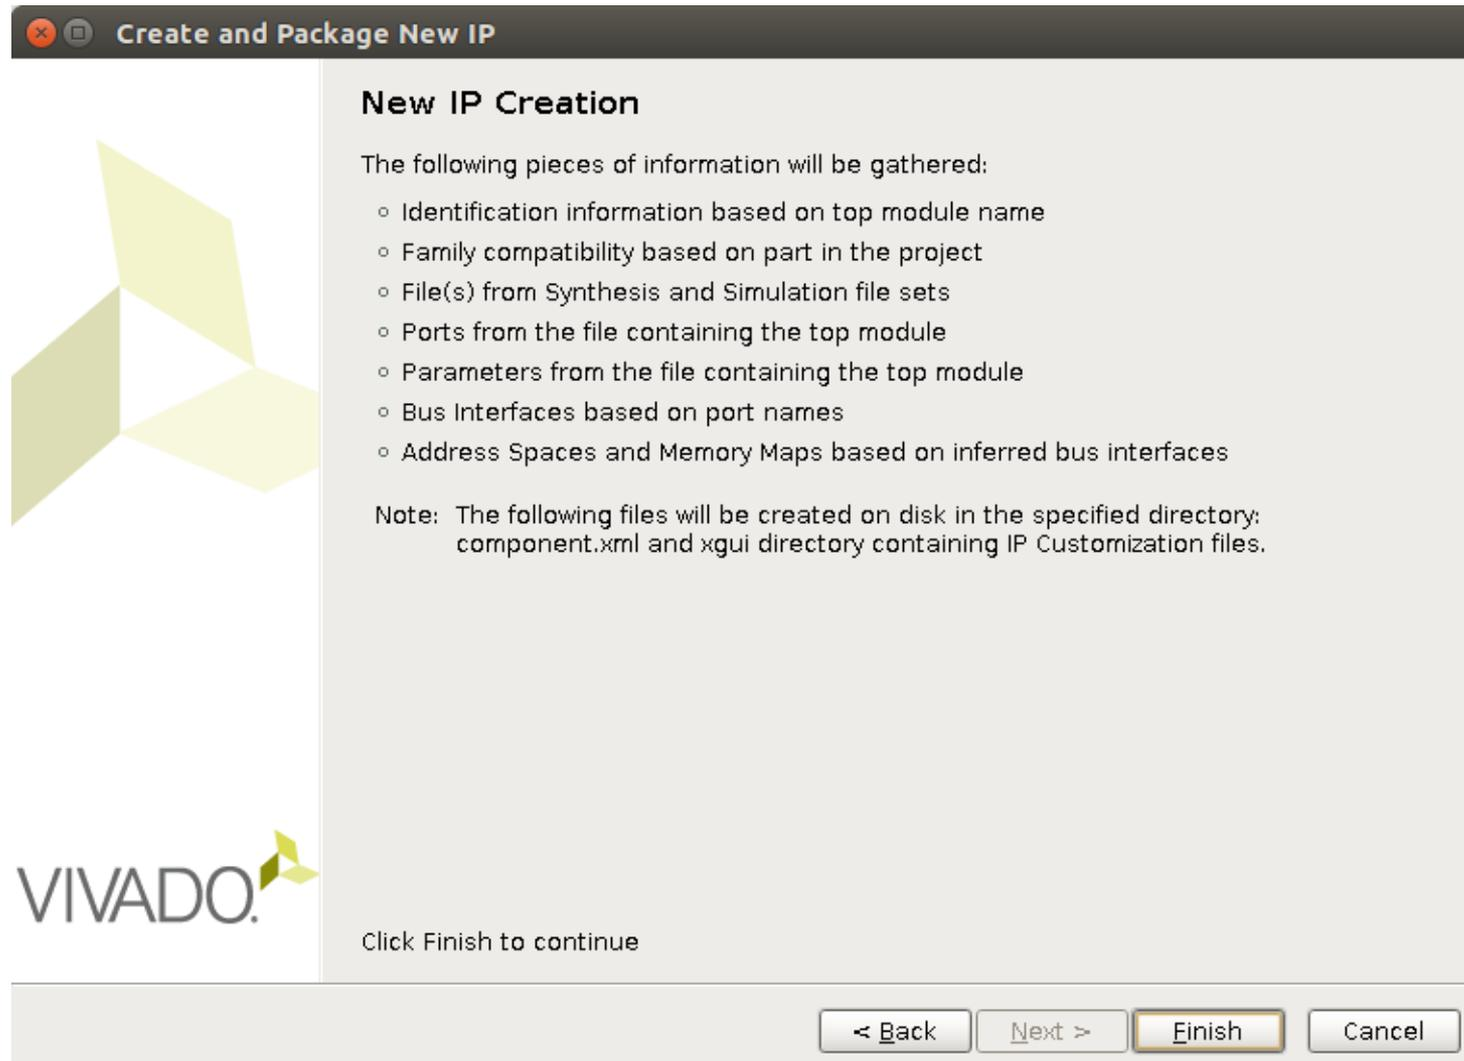 Create and Package New IP
New IP Creation
The following pieces of information will be gathered:
Identification information based on top module name
Family compatibility based on part in the project
File(s) from Synthesis and Simulation file sets
Ports from the file containing the top module
Parameters from the file containing the top module
Bus Interfaces based on port names
Address Spaces and Memory Maps based on inferred bus interfaces
Note: The following files will be created on disk in the specified directory:
component.xml and xgui directory containing IP Customization files.
VIVADO.
Click Finish to continue
< Back Next > Finish Cancel